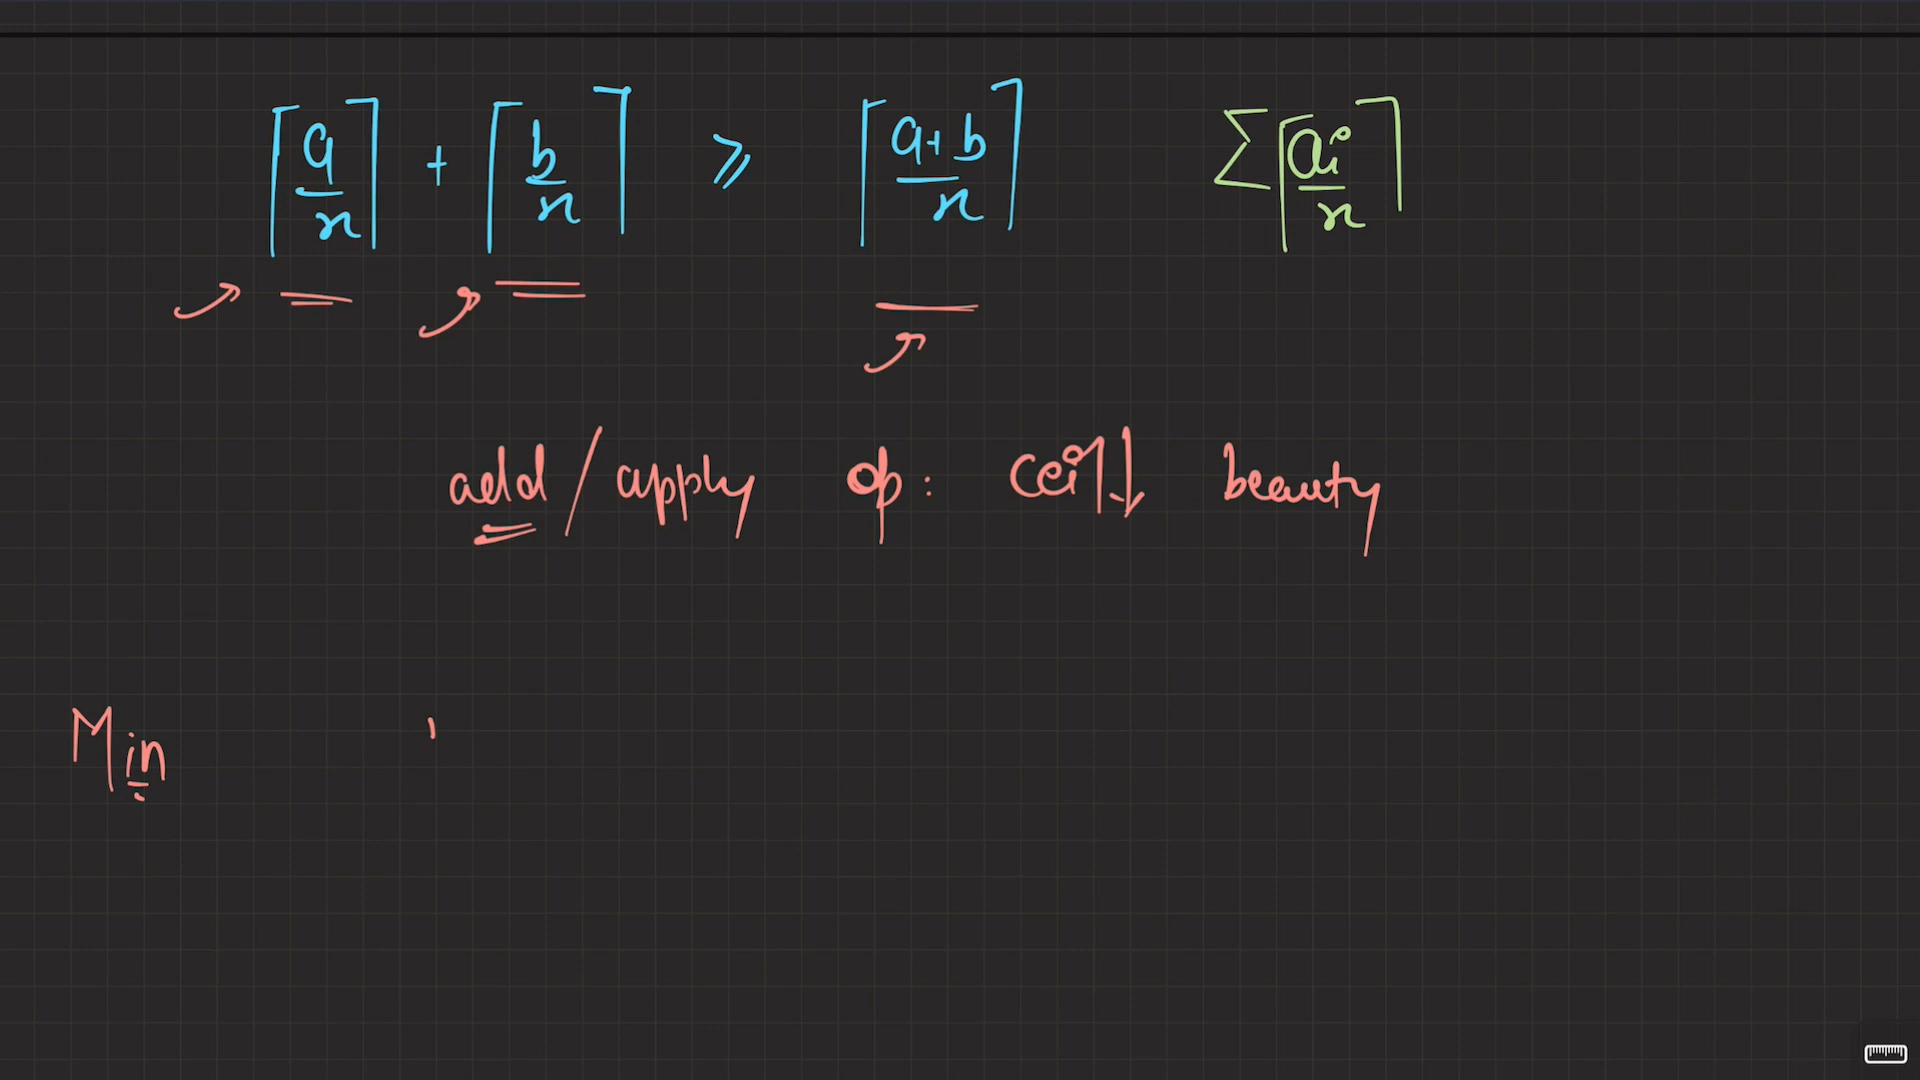 ⌈a/x⌉ + ⌈b/x⌉ ≥ ⌈a+b/x⌉ Σ⌈ai/x⌉
add / apply op: ceil↓ beauty
Min